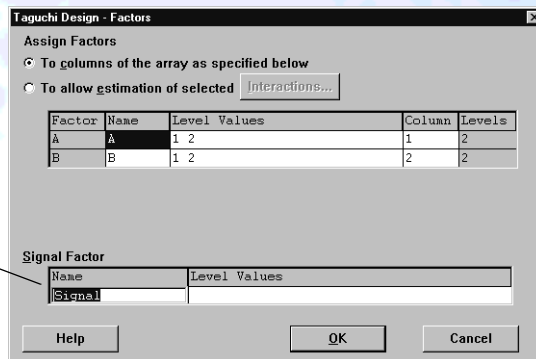 Taguchi Design - Factors
Assign Factors
To columns of the array as specified below
To allow estimation of selected Interactions...
Factor Name Level Values Column Levels
A A 1 2 1 2
B B 1 2 2 2
Signal Factor
Name Level Values
Signal
Help OK Cancel